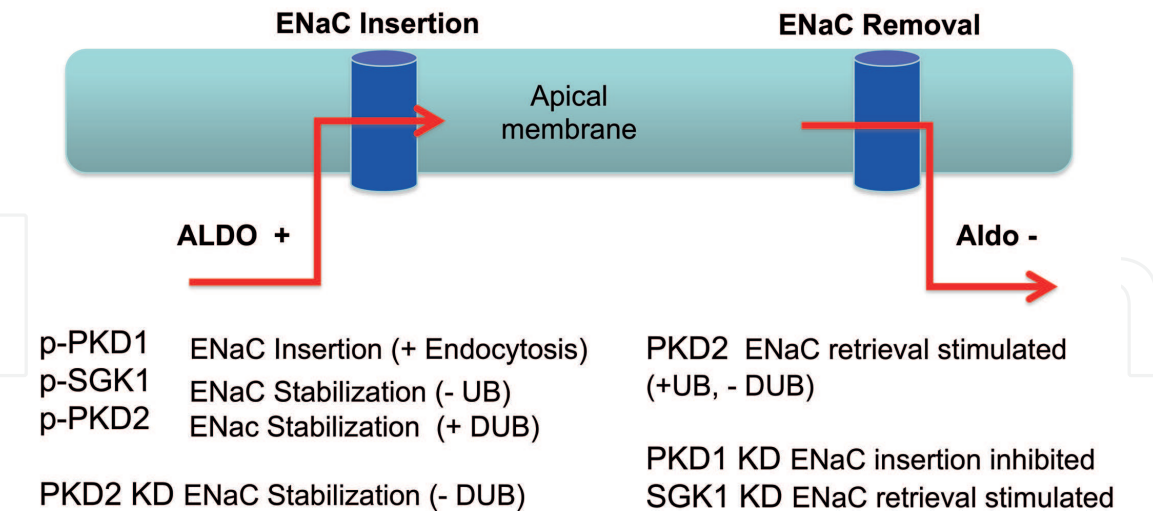 ENaC Insertion
ENaC Removal
Apical
membrane
ALDO +
Aldo -
p-PKD1 ENaC Insertion (+ Endocytosis)
p-SGK1 ENaC Stabilization (- UB)
p-PKD2 ENac Stabilization (+ DUB)
PKD2 KD ENaC Stabilization (- DUB)
PKD2 ENaC retrieval stimulated
(+UB, - DUB)
PKD1 KD ENaC insertion inhibited
SGK1 KD ENaC retrieval stimulated